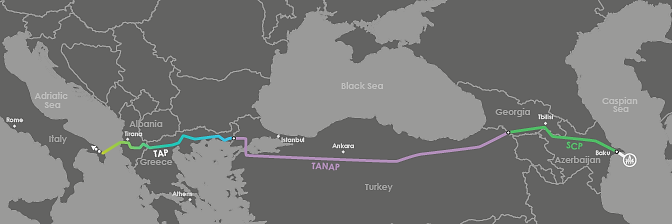 Adriatic
Sea
Rome
Italy
Albania
Tirana
TAP
Greece
Athens
Black Sea
Istanbul
Ankara
TANAP
Turkey
Georgia
Tbilisi
SCP
Azerbaijan
Baku
Caspian
Sea